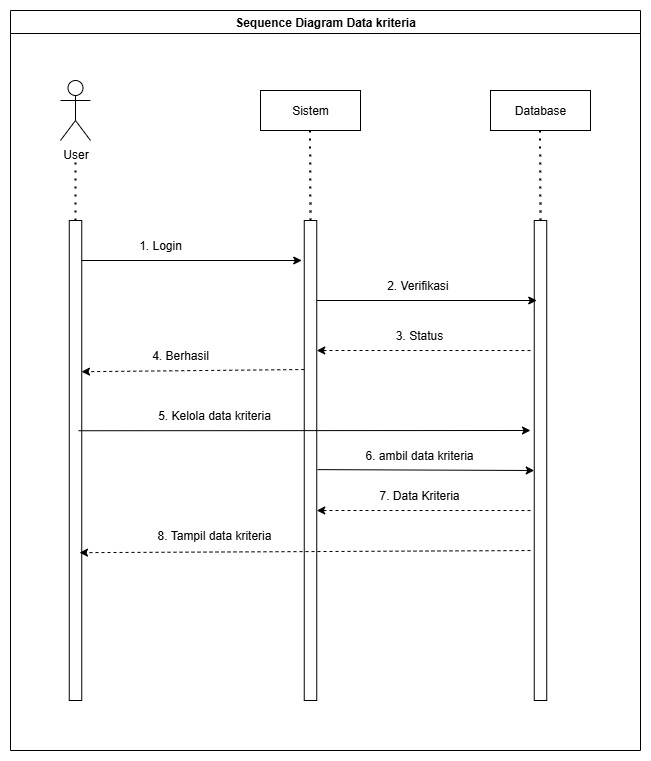 Sequence Diagram Data kriteria
User
Sistem
Database
1. Login
2. Verifikasi
3. Status
4. Berhasil
5. Kelola data kriteria
6. ambil data kriteria
7. Data Kriteria
8. Tampil data kriteria